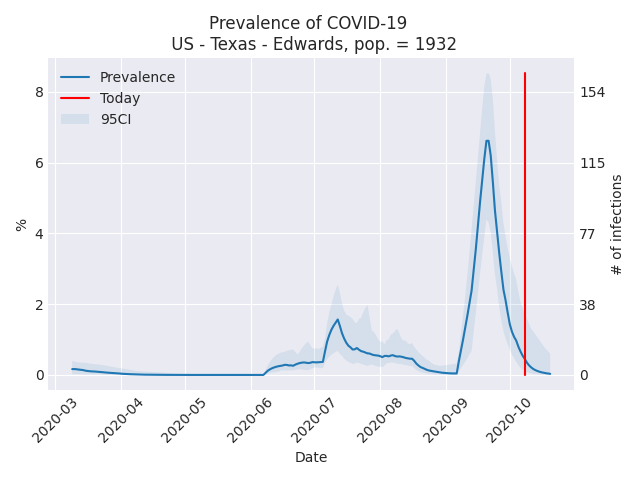 Prevalence of COVID-19
US - Texas - Edwards, pop. = 1932
Prevalence
Today
95CI
8
6
4
2
0
%
154
115
77
38
0
# of infections
2020-03
2020-04
2020-05
2020-06
2020-07
2020-08
2020-09
2020-10
Date